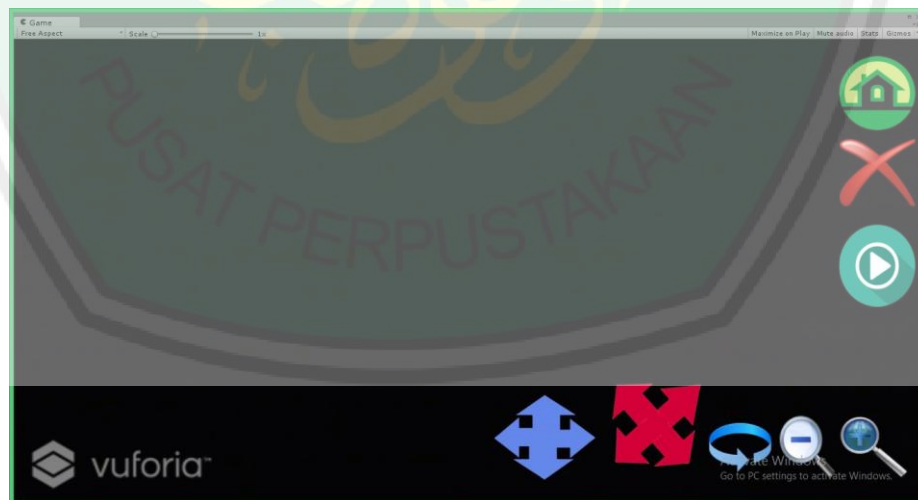 Game
Free Aspect Scale 1x Maximize on Play Mute audio Stats Gizmos
PUSAT PERPUSTAKAAN
vuforia™
Activate Windows
Go to PC settings to activate Windows.